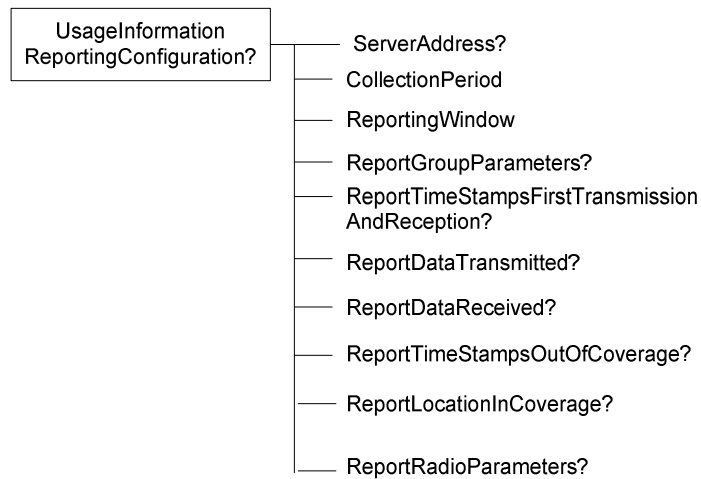 UsageInformation
ReportingConfiguration?
ServerAddress?
CollectionPeriod
ReportingWindow
ReportGroupParameters?
ReportTimeStampsFirstTransmission
AndReception?
ReportDataTransmitted?
ReportDataReceived?
ReportTimeStampsOutOfCoverage?
ReportLocationInCoverage?
ReportRadioParameters?